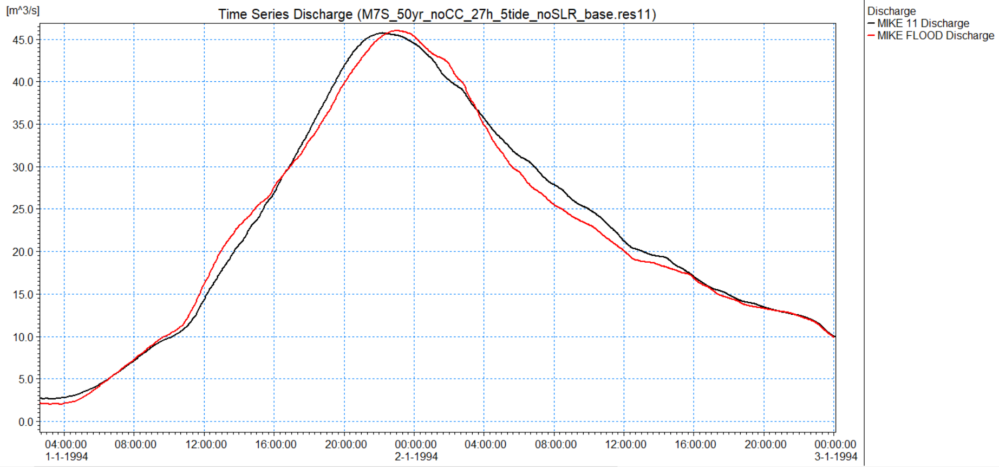 [m^3/s]
Time Series Discharge (M7S_50yr_noCC_27h_5tide_noSLR_base.res11)
Discharge
MIKE 11 Discharge
MIKE FLOOD Discharge
45.0
40.0
35.0
30.0
25.0
20.0
15.0
10.0
5.0
0.0
04:00:00 08:00:00 12:00:00 16:00:00 20:00:00 00:00:00 04:00:00 08:00:00 12:00:00 16:00:00 20:00:00 00:00:00
1-1-1994 2-1-1994 3-1-1994